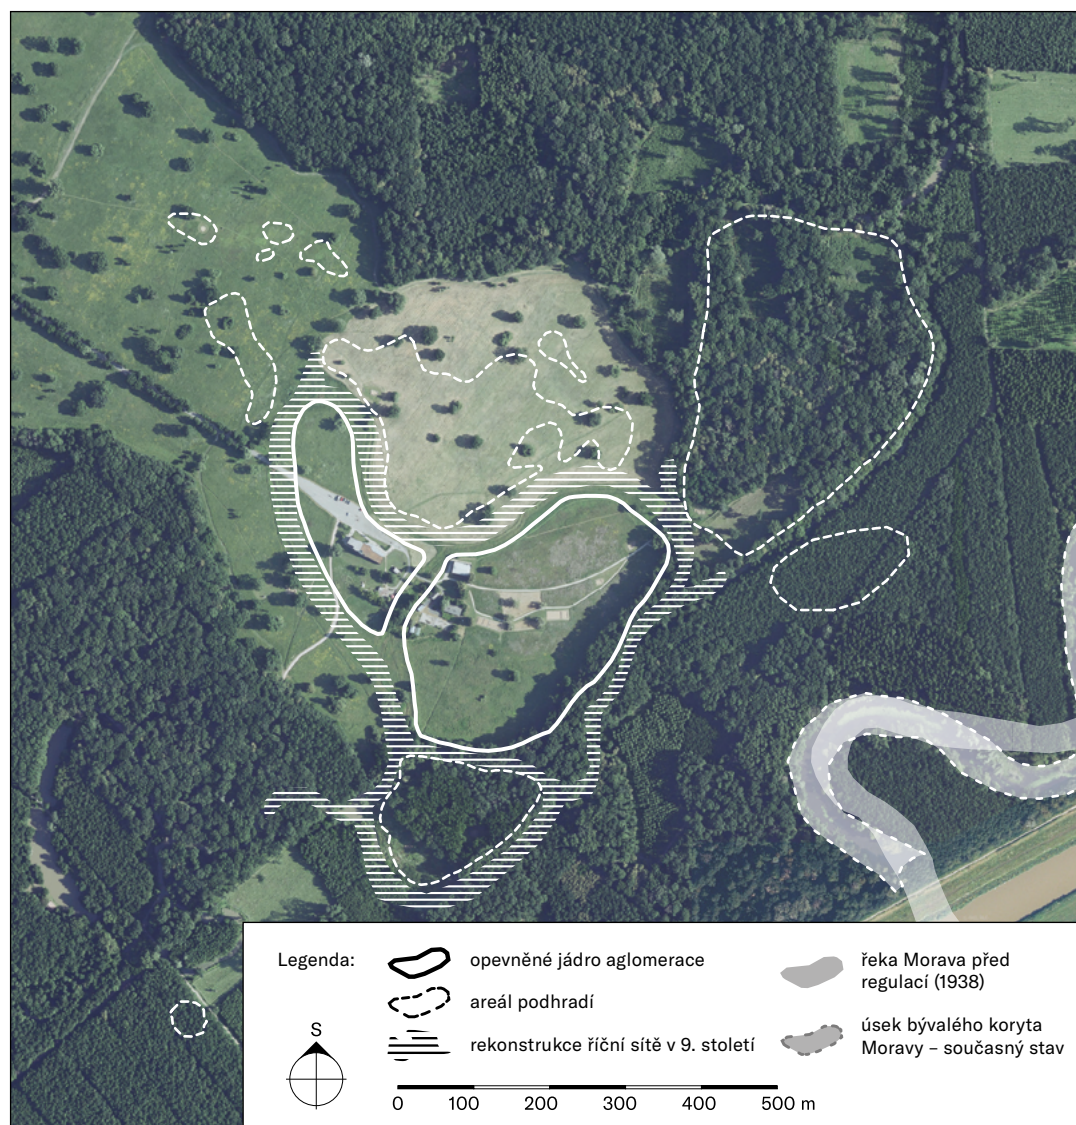 Legenda:
opevněné jádro aglomerace
areál podhradí
rekonstrukce říční sítě v 9. století
řeka Morava před
regulací (1938)
úsek bývalého koryta
Moravy – současný stav
S
0 100 200 300 400 500 m